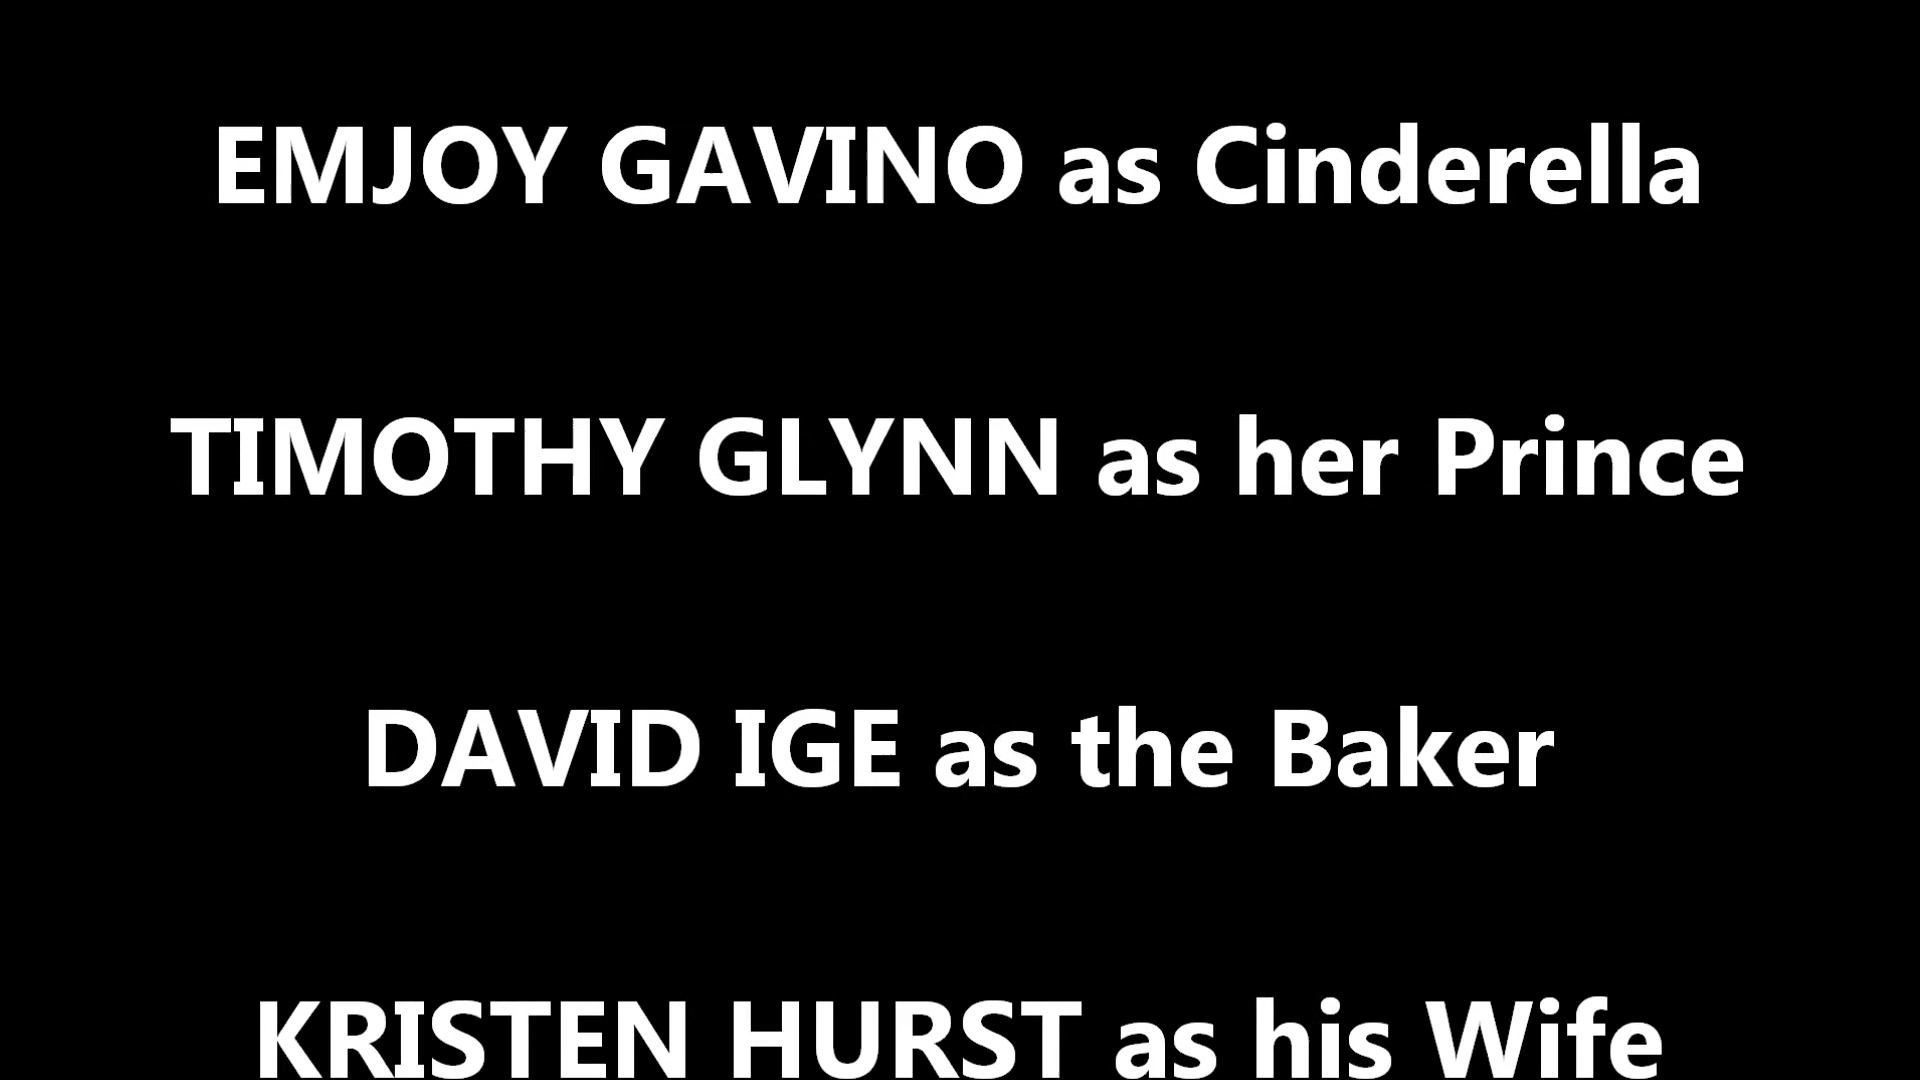 EMJOY GAVINO as Cinderella
TIMOTHY GLYNN as her Prince
DAVID IGE as the Baker
KRISTEN HURST as his Wife